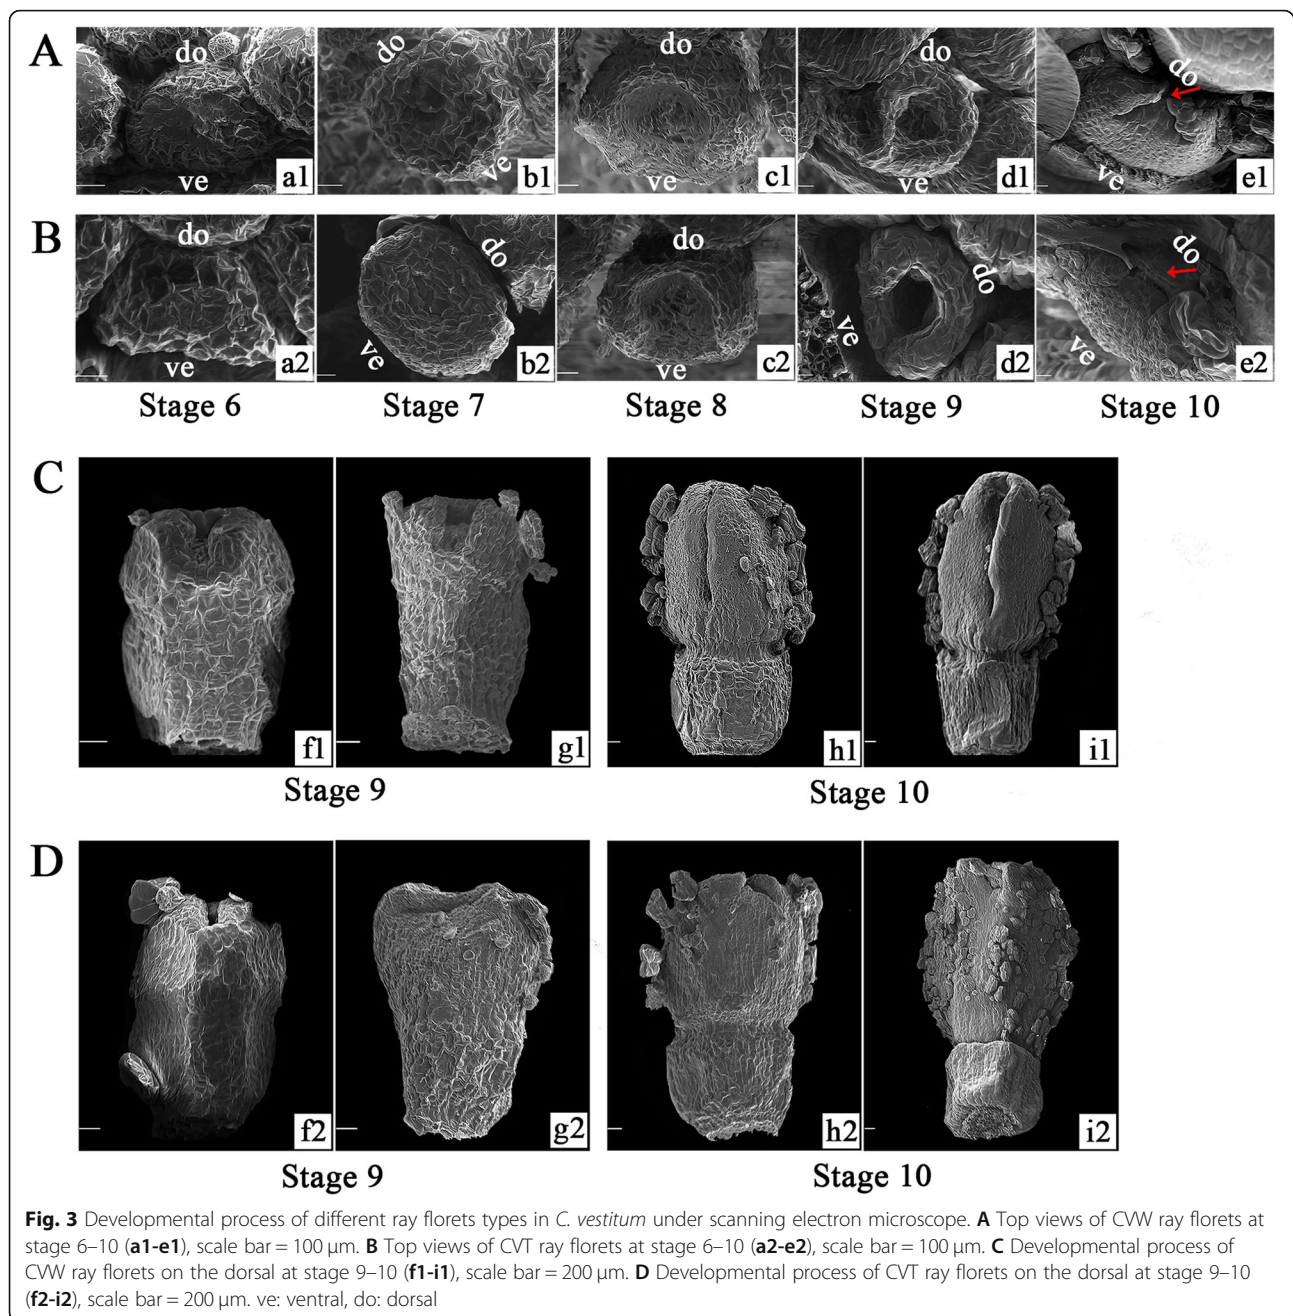 A
do
ve
a1
do
ve
b1
do
ve
c1
do
ve
d1
do
ve
e1
B
do
ve
a2
do
ve
b2
do
ve
c2
do
ve
d2
do
ve
e2
Stage 6
Stage 7
Stage 8
Stage 9
Stage 10
C
f1
g1
h1
i1
Stage 9
Stage 10
D
f2
g2
h2
i2
Stage 9
Stage 10
Fig. 3 Developmental process of different ray florets types in C. vestitum under scanning electron microscope. A Top views of CVW ray florets at
stage 6–10 (a1-e1), scale bar = 100 μm. B Top views of CVT ray florets at stage 6–10 (a2-e2), scale bar = 100 μm. C Developmental process of
CVW ray florets on the dorsal at stage 9–10 (f1-i1), scale bar = 200 μm. D Developmental process of CVT ray florets on the dorsal at stage 9–10
(f2-i2), scale bar = 200 μm. ve: ventral, do: dorsal